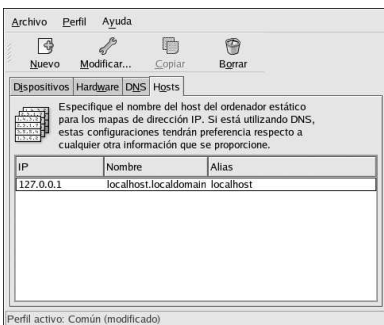 Archivo Perfil Ayuda
Nuevo Modificar... Copiar Borrar
Dispositivos Hardware DNS Hosts
Especifique el nombre del host del ordenador estático
para los mapas de dirección IP. Si está utilizando DNS,
estas configuraciones tendrán preferencia respecto a
cualquier otra información que se proporcione.
IP Nombre Alias
127.0.0.1 localhost.localdomain localhost
Perfil activo: Común (modificado)